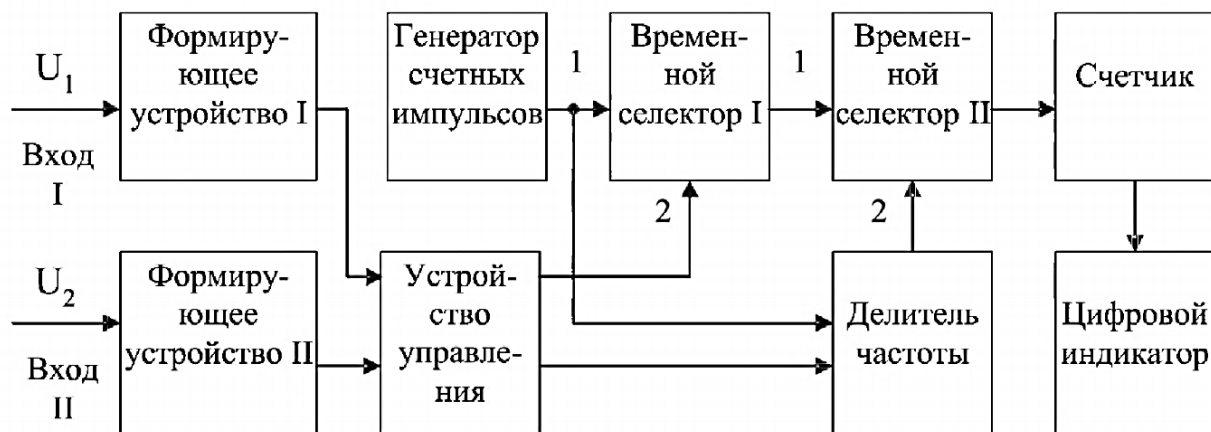 U1
Вход
I
Формиру-
ющее
устройство I
Генератор
счетных
импульсов
1
Времен-
ной
селектор I
1
Времен-
ной
селектор II
Счетчик
2
2
U2
Вход
II
Формиру-
ющее
устройство II
Устрой-
ство
управле-
ния
Делитель
частоты
Цифровой
индикатор